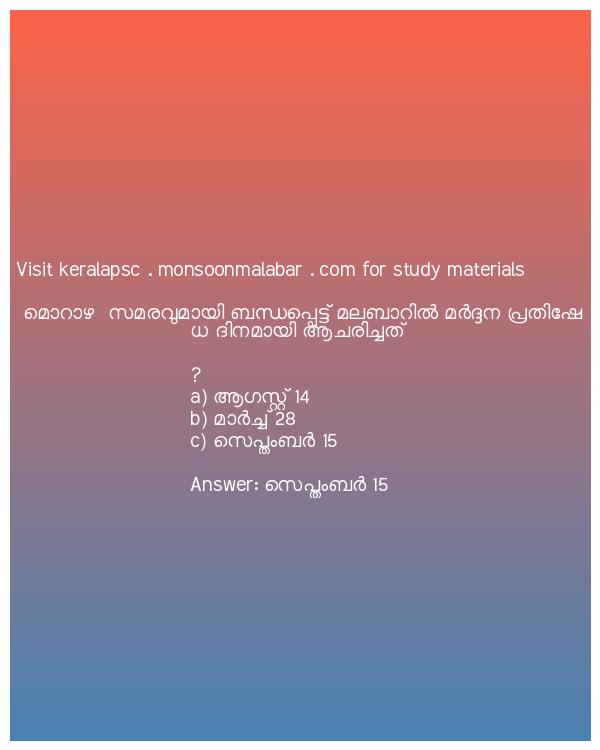 Visit keralapsc . monsoonmalabar . com for study materials
മൊറാഴ സമരവുമായി ബന്ധപ്പെട്ട് മലബാറിൽ മർദ്ദന പ്രതിഷേ
ധ ദിനമായി ആചരിച്ചത്
?
a) ആഗസ്റ്റ് 14
b) മാർച്ച് 28
c) സെപ്തംബർ 15
Answer: സെപ്തംബർ 15